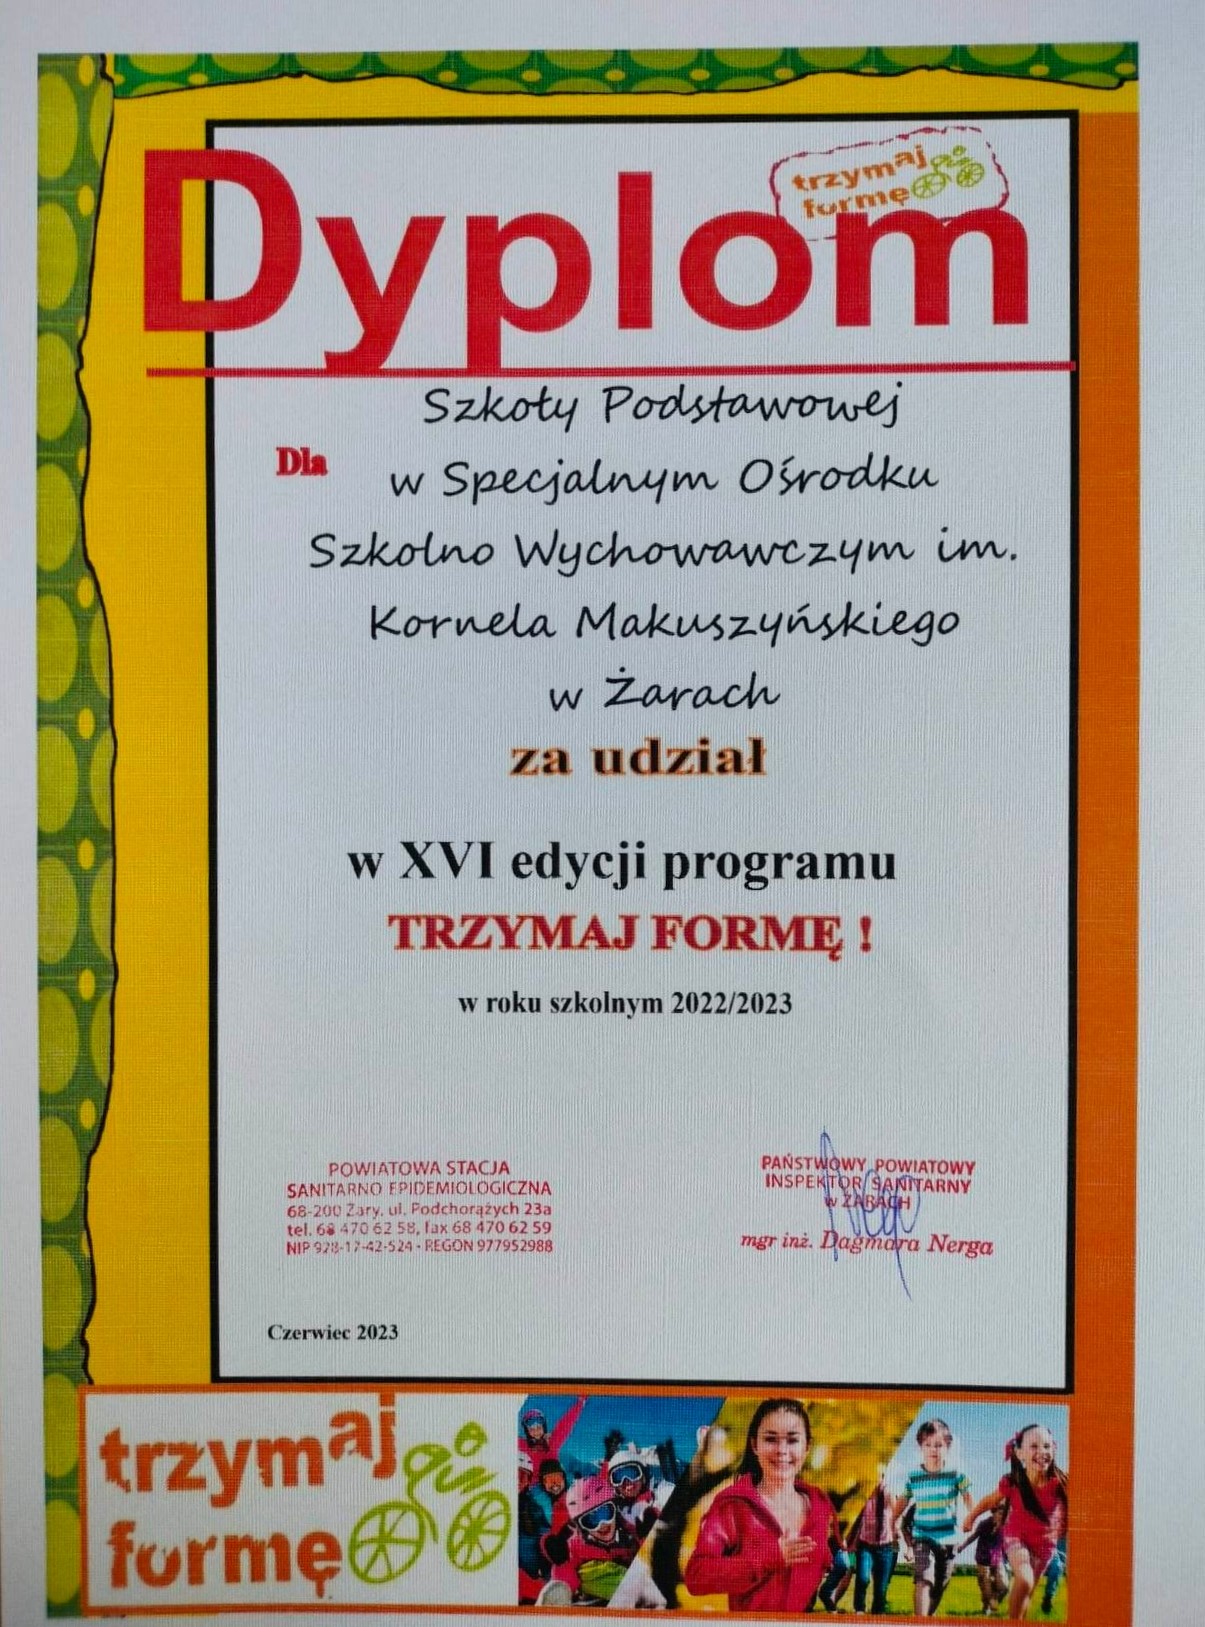 trzymaj
formę
Dyplom
Szkoły Podstawowej
Dla
w Specjalnym Ośrodku
Szkolno Wychowawczym im.
Kornela Makuszyńskiego
w Żarach
za udział
w XVI edycji programu
TRZYMAJ FORMĘ !
w roku szkolnym 2022/2023
POWIATOWA STACJA
SANITARNO EPIDEMIOLOGICZNA
68-200 Żary, ul. Podchorążych 23a
tel. 68 470 62 58, fax 68 470 62 59
NIP 928-17-42-524 · REGON 977952988
PAŃSTWOWY POWIATOWY
INSPEKTOR SANITARNY
w ŻARACH
mgr inż. Dagmara Nerga
Czerwiec 2023
trzymaj
formę